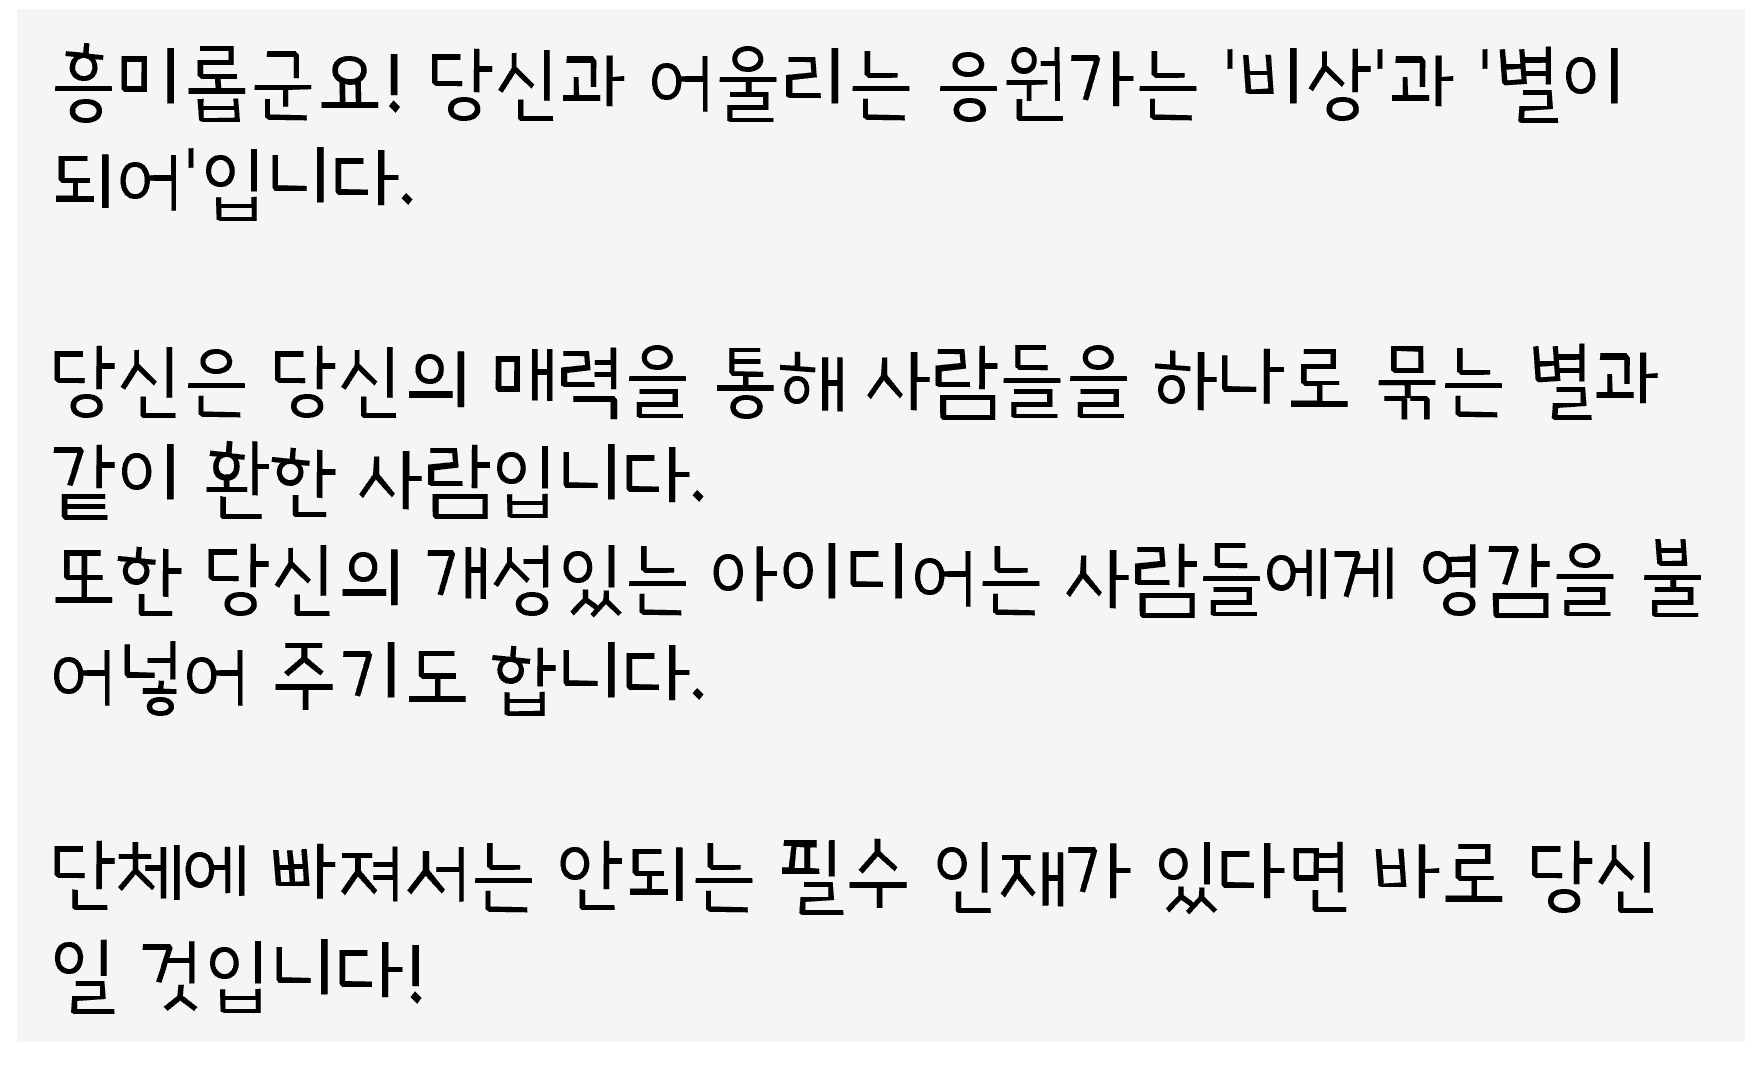 흥미롭군요! 당신과 어울리는 응원가는 '비상'과 '별이
되어'입니다.
당신은 당신의 매력을 통해 사람들을 하나로 묶는 별과
같이 환한 사람입니다.
또한 당신의 개성있는 아이디어는 사람들에게 영감을 불
어넣어 주기도 합니다.
단체에 빠져서는 안되는 필수 인재가 있다면 바로 당신
일 것입니다!